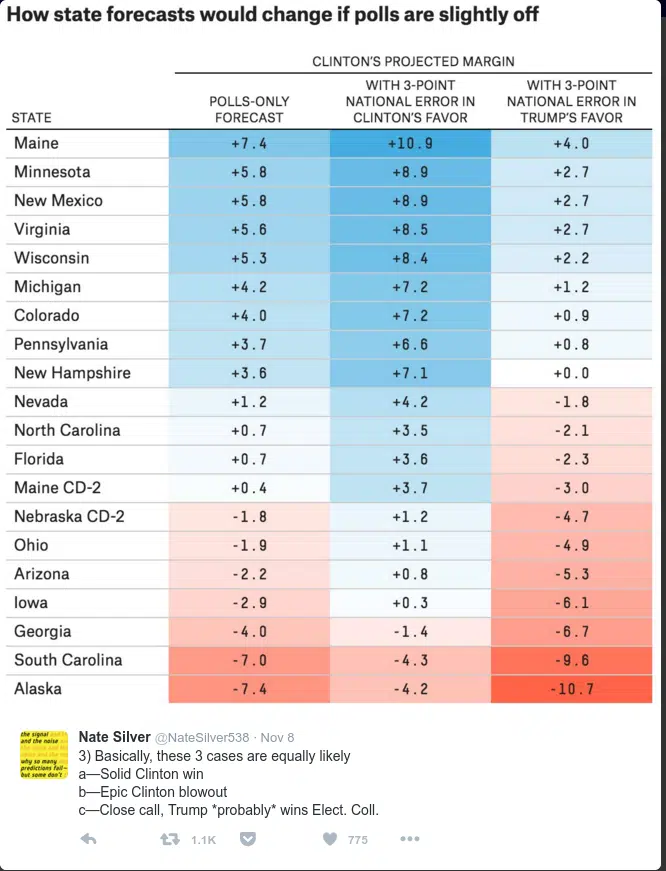 How state forecasts would change if polls are slightly off
CLINTON'S PROJECTED MARGIN
STATE
POLLS-ONLY
FORECAST
WITH 3-POINT
NATIONAL ERROR IN
CLINTON'S FAVOR
WITH 3-POINT
NATIONAL ERROR IN
TRUMP'S FAVOR
Maine +7.4 +10.9 +4.0
Minnesota +5.8 +8.9 +2.7
New Mexico +5.8 +8.9 +2.7
Virginia +5.6 +8.5 +2.7
Wisconsin +5.3 +8.4 +2.2
Michigan +4.2 +7.2 +1.2
Colorado +4.0 +7.2 +0.9
Pennsylvania +3.7 +6.6 +0.8
New Hampshire +3.6 +7.1 +0.0
Nevada +1.2 +4.2 -1.8
North Carolina +0.7 +3.5 -2.1
Florida +0.7 +3.6 -2.3
Maine CD-2 +0.4 +3.7 -3.0
Nebraska CD-2 -1.8 +1.2 -4.7
Ohio -1.9 +1.1 -4.9
Arizona -2.2 +0.8 -5.3
Iowa -2.9 +0.3 -6.1
Georgia -4.0 -1.4 -6.7
South Carolina -7.0 -4.3 -9.6
Alaska -7.4 -4.2 -10.7
the signal
and the noise
why so many
predictions fail—
but some don't
Nate Silver @NateSilver538 · Nov 8
3) Basically, these 3 cases are equally likely
a—Solid Clinton win
b—Epic Clinton blowout
c—Close call, Trump *probably* wins Elect. Coll.
1.1K 775